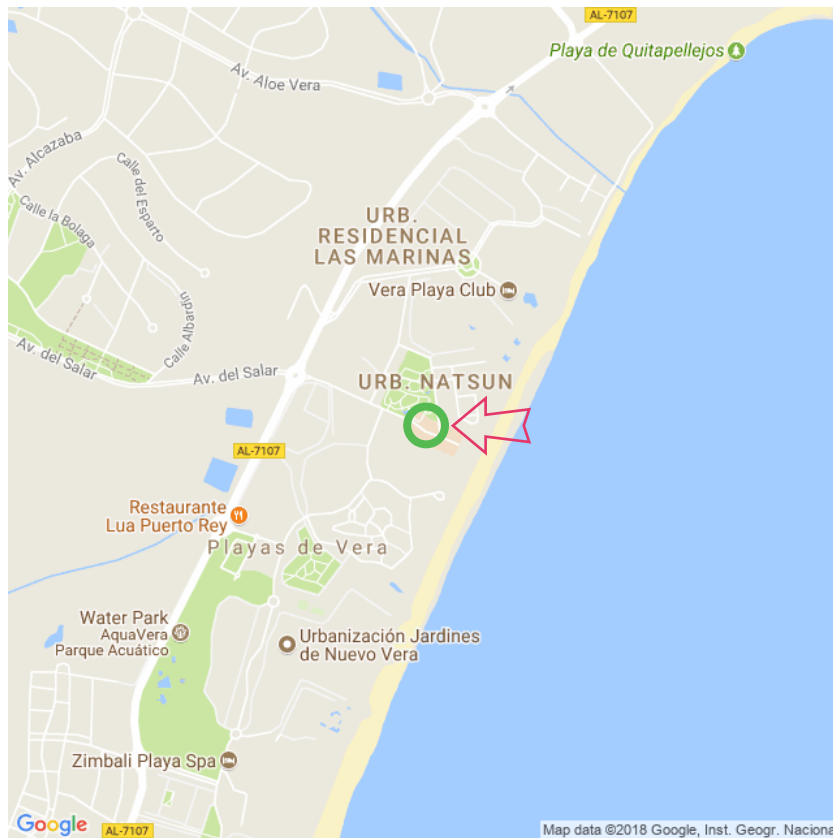 AL-7107
Playa de Quitapellejos
Av. Aloe Vera
Av. Alcazaba
Calle del Esparto
Calle la Bolaga
URB.
RESIDENCIAL
LAS MARINAS
Vera Playa Club
Calle Albardín
Av. del Salar
Av. del Salar
URB. NATSUN
AL-7107
Restaurante
Lua Puerto Rey
Playas de Vera
Water Park
AquaVera
Parque Acuático
Urbanización Jardines
de Nuevo Vera
Zimbali Playa Spa
Google
AL-7107
Map data ©2018 Google, Inst. Geogr. Naciona